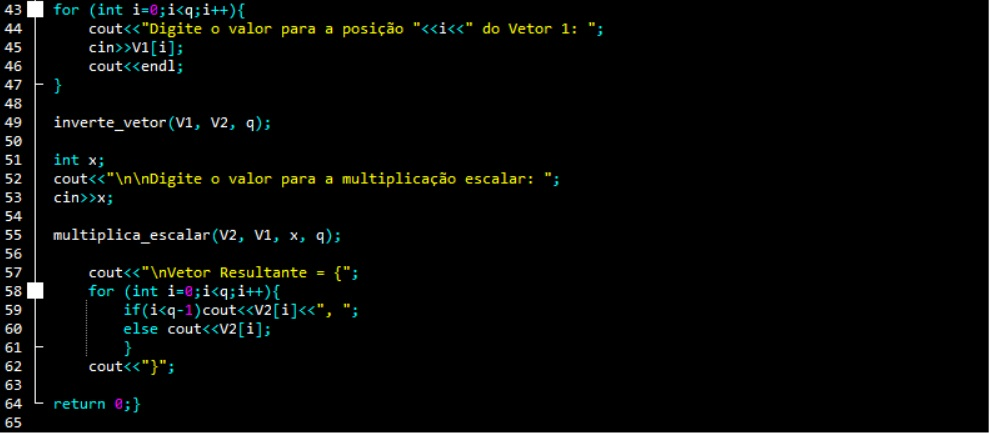 43 for (int i=0;i<q;i++){
44 cout<<"Digite o valor para a posição "<<i<<" do Vetor 1: ";
45 cin>>V1[i];
46 cout<<endl;
47 }
48
49 inverte_vetor(V1, V2, q);
50
51 int x;
52 cout<<"\n\nDigite o valor para a multiplicação escalar: ";
53 cin>>x;
54
55 multiplica_escalar(V2, V1, x, q);
56
57 cout<<"\nVetor Resultante = {";
58 for (int i=0;i<q;i++){
59 if(i<q-1)cout<<V2[i]<<", ";
60 else cout<<V2[i];
61 }
62 cout<<"}";
63
64 return 0;}
65